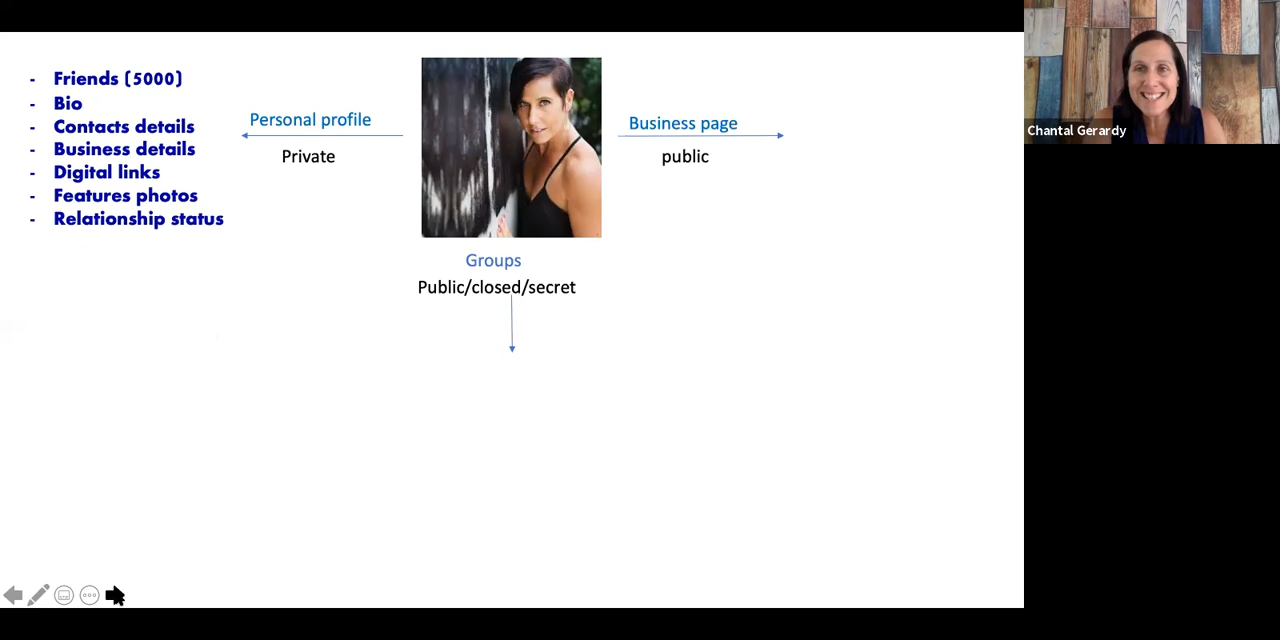 - Friends (5000)
- Bio
- Contacts details
- Business details
- Digital links
- Features photos
- Relationship status
Personal profile
Private
Business page
public
Groups
Public/closed/secret
Chantal Gerardy